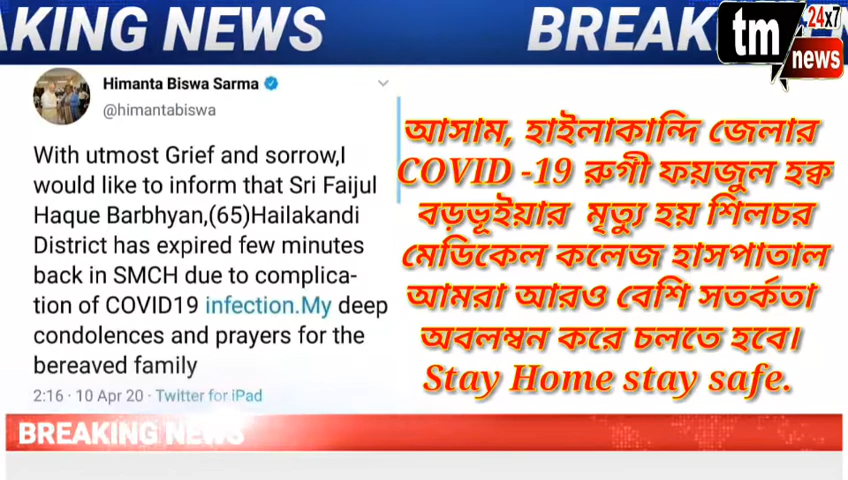 AKING NEWS
BREAK
tm
24x7
news
Himanta Biswa Sarma
@himantabiswa
With utmost Grief and sorrow,I
would like to inform that Sri Faijul
Haque Barbhyan,(65)Hailakandi
District has expired few minutes
back in SMCH due to complica-
tion of COVID19 infection.My deep
condolences and prayers for the
bereaved family
2:16 · 10 Apr 20 · Twitter for iPad
আসাম, হাইলাকান্দি জেলার
COVID -19 রুগী ফয়জুল হক্ব
বড়ভূইয়ার মৃত্যু হয় শিলচর
মেডিকেল কলেজ হাসপাতাল
আমরা আরও বেশি সতর্কতা
অবলম্বন করে চলতে হবে।
Stay Home stay safe.
BREAKING NEWS